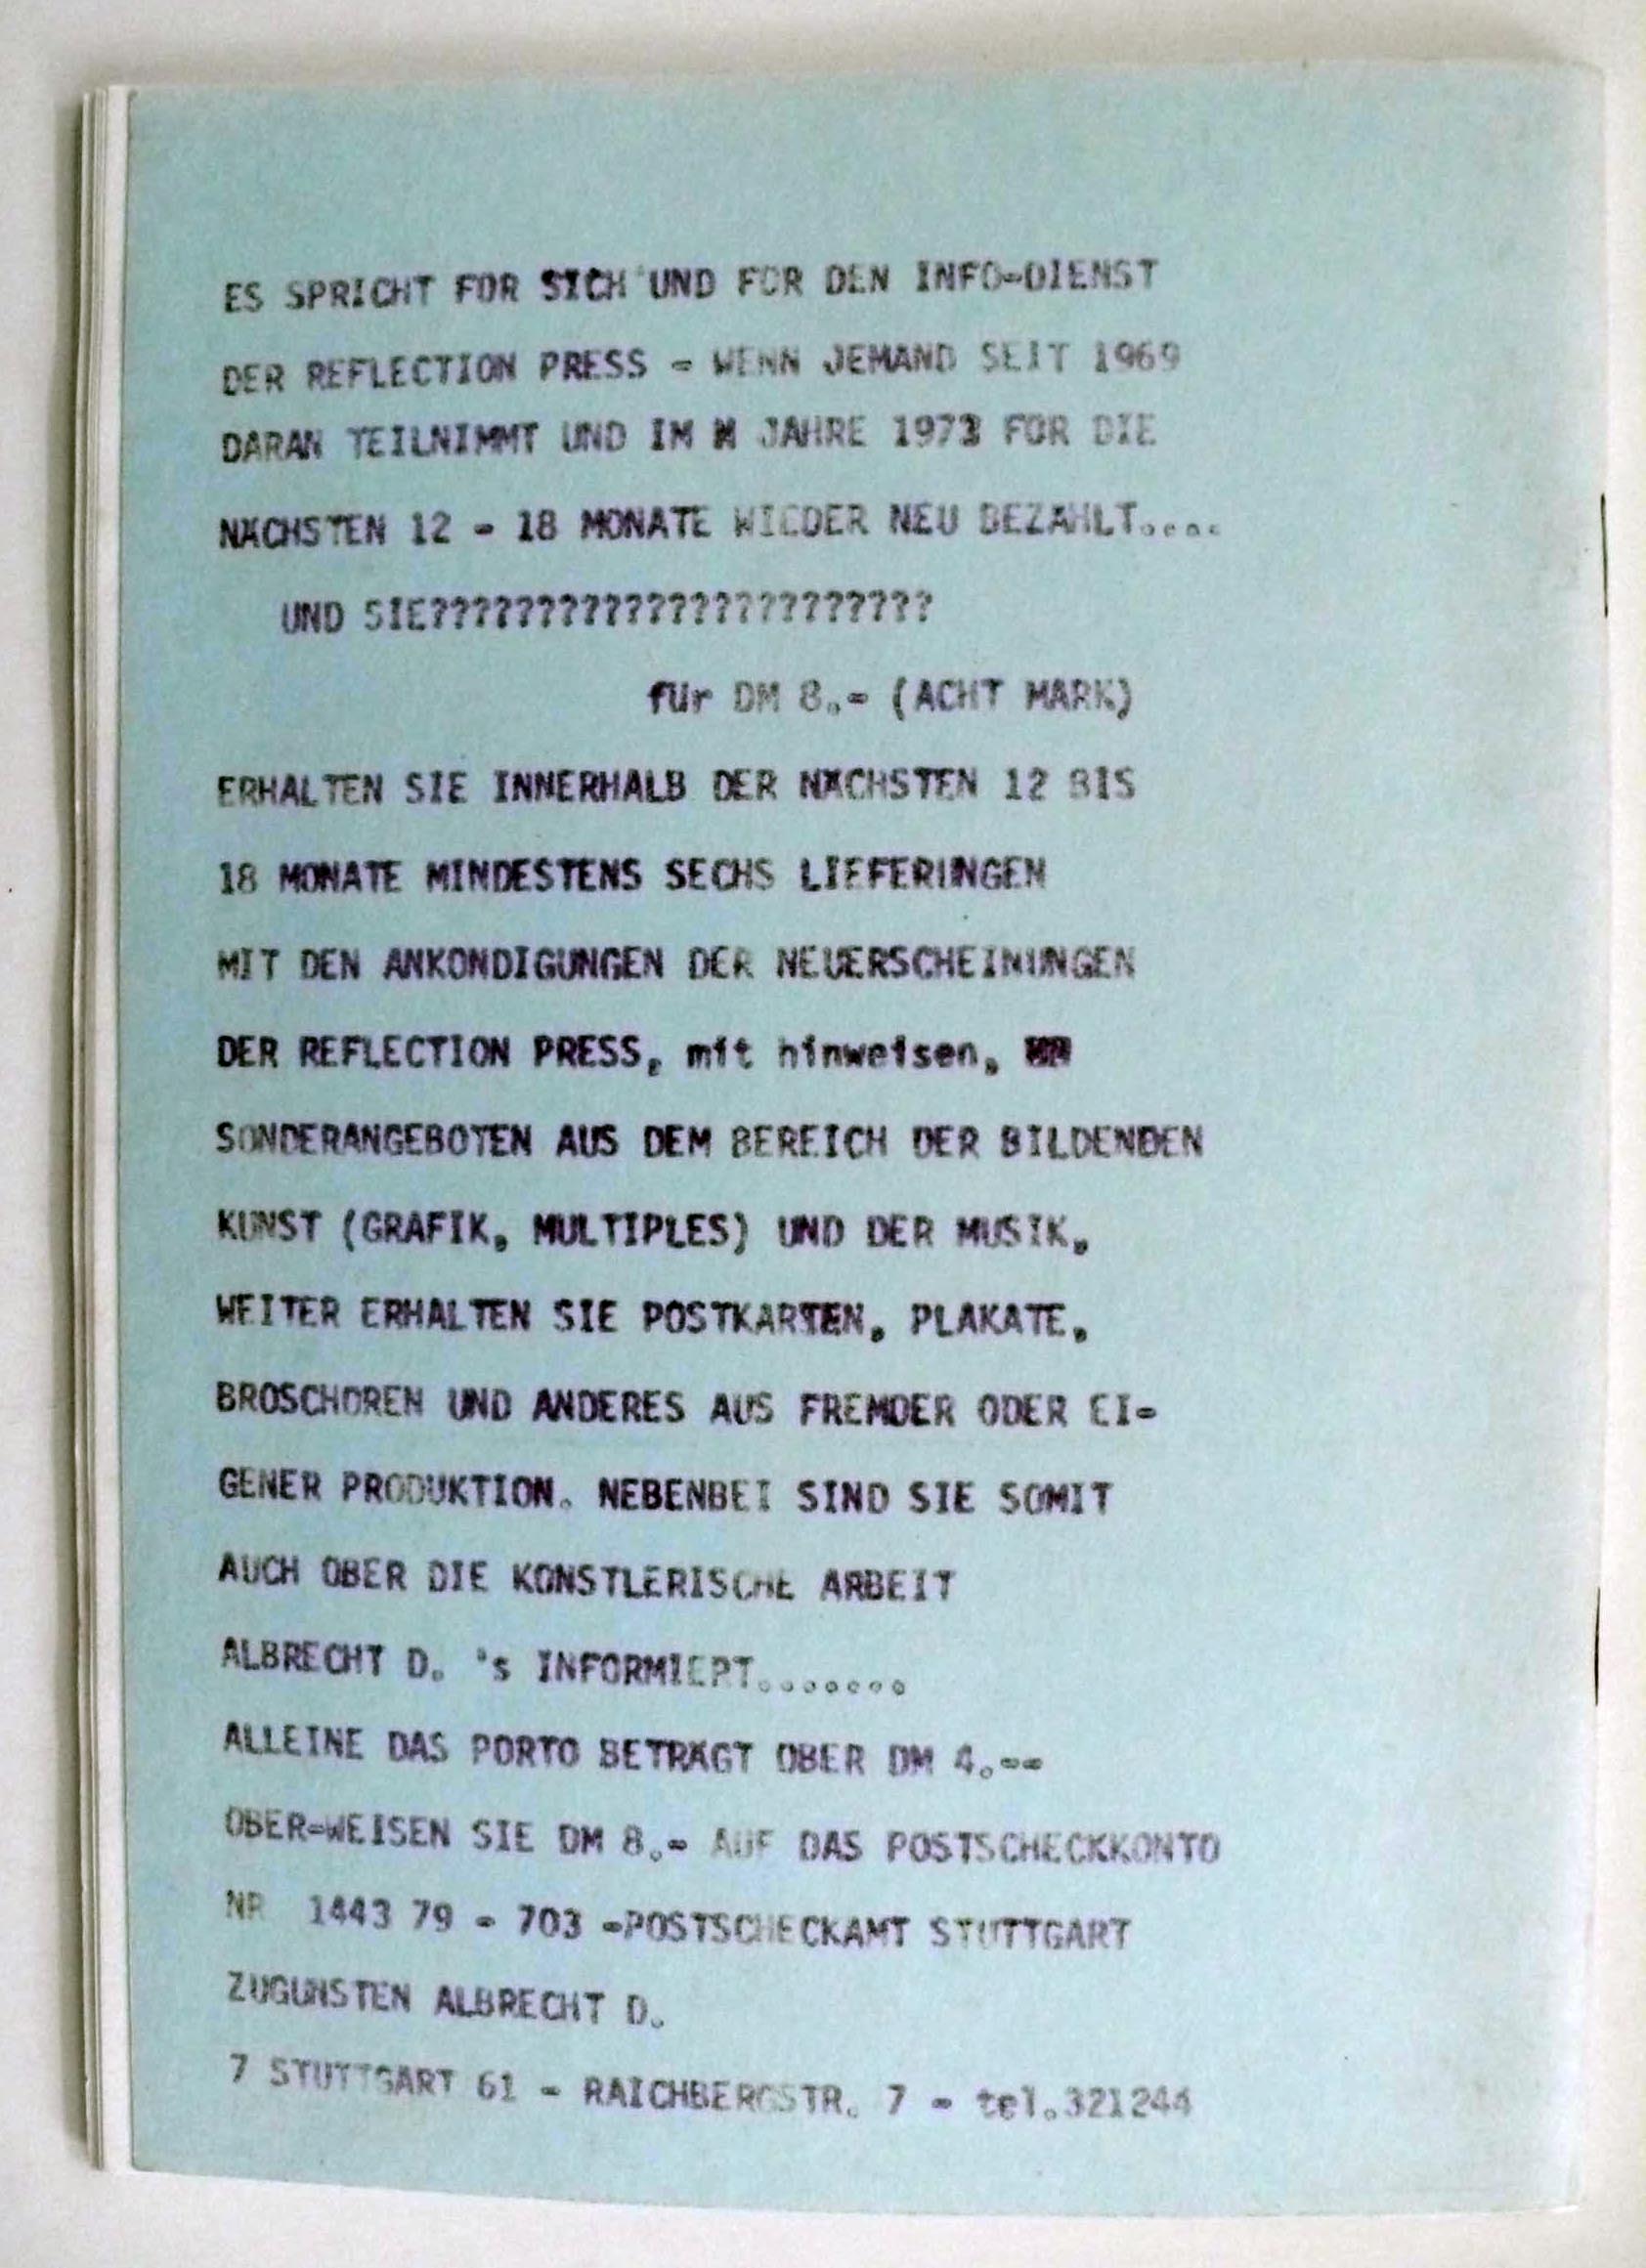 ES SPRICHT FÜR SICH UND FÜR DEN INFO-DIENST
DER REFLECTION PRESS - WENN JEMAND SEIT 1969
DARAN TEILNIMMT UND IM JAHRE 1973 FÜR DIE
NÄCHSTEN 12 - 18 MONATE WIEDER NEU BEZAHLT....
UND SIE???????????????????????
für DM 8.- (ACHT MARK)
ERHALTEN SIE INNERHALB DER NÄCHSTEN 12 BIS
18 MONATE MINDESTENS SECHS LIEFERUNGEN
MIT DEN ANKÜNDIGUNGEN DER NEUERSCHEINUNGEN
DER REFLECTION PRESS, mit hinweisen,
SONDERANGEBOTEN AUS DEM BEREICH DER BILDENDEN
KUNST (GRAFIK, MULTIPLES) UND DER MUSIK,
WEITER ERHALTEN SIE POSTKARTEN, PLAKATE,
BROSCHÜREN UND ANDERES AUS FREMDER ODER EI-
GENER PRODUKTION. NEBENBEI SIND SIE SOMIT
AUCH ÜBER DIE KÜNSTLERISCHE ARBEIT
ALBRECHT D. 's INFORMIERT.......
ALLEINE DAS PORTO BETRÄGT ÜBER DM 4.--
ÜBER-WEISEN SIE DM 8.- AUF DAS POSTSCHECKKONTO
NR 1443 79 - 703 -POSTSCHECKAMT STUTTGART
ZUGUNSTEN ALBRECHT D.
7 STUTTGART 61 - RAICHBERGSTR. 7 - tel.321244